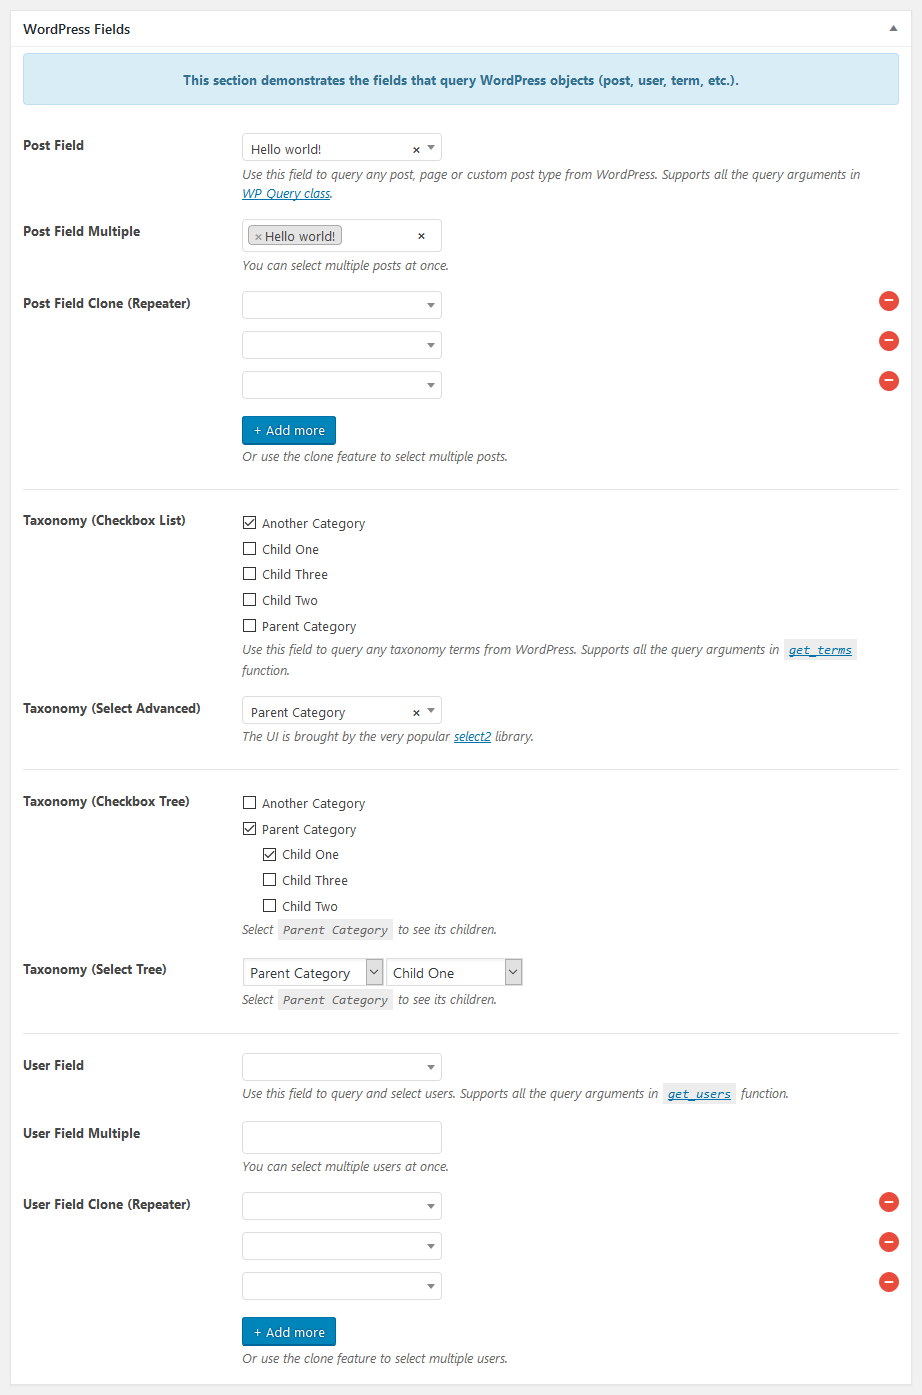 WordPress Fields
This section demonstrates the fields that query WordPress objects (post, user, term, etc.).
Post Field
Hello world!
Use this field to query any post, page or custom post type from WordPress. Supports all the query arguments in
WP_Query class.
Post Field Multiple
× Hello world! ×
You can select multiple posts at once.
Post Field Clone (Repeater)
+ Add more
Or use the clone feature to select multiple posts.
Taxonomy (Checkbox List)
Another Category
Child One
Child Three
Child Two
Parent Category
Use this field to query any taxonomy terms from WordPress. Supports all the query arguments in get_terms
function.
Taxonomy (Select Advanced)
Parent Category ×
The UI is brought by the very popular select2 library.
Taxonomy (Checkbox Tree)
Another Category
Parent Category
Child One
Child Three
Child Two
Select Parent Category to see its children.
Taxonomy (Select Tree)
Parent Category Child One
Select Parent Category to see its children.
User Field
Use this field to query and select users. Supports all the query arguments in get_users function.
User Field Multiple
You can select multiple users at once.
User Field Clone (Repeater)
+ Add more
Or use the clone feature to select multiple users.